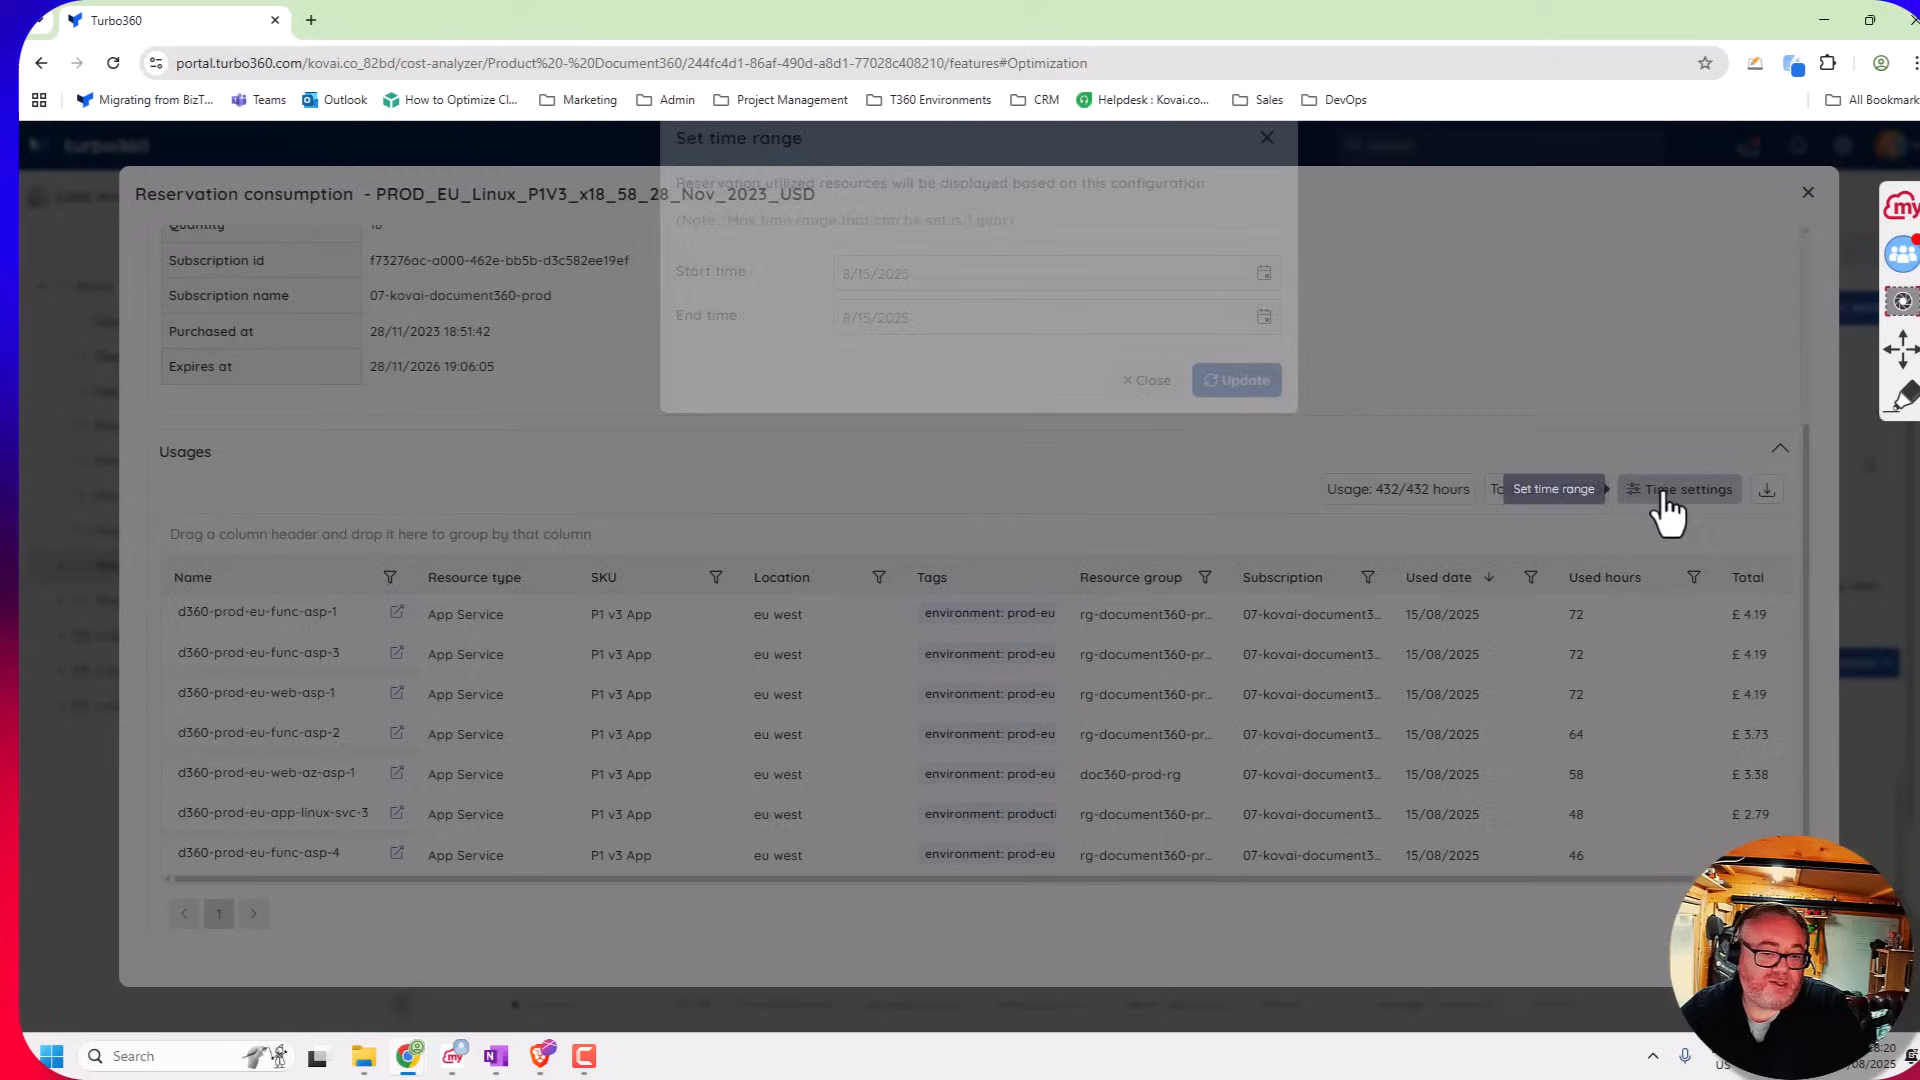 Turbo360
portal.turbo360.com/kovai.co_82bd/cost-analyzer/Product%20-%20Document360/244fc4d1-86af-490d-a8d1-77028c408210/features#Optimization
Migrating from BizT... Teams Outlook How to Optimize Cl... Marketing Admin Project Management T360 Environments CRM Helpdesk : Kovai.co... Sales DevOps All Bookmark
turbo360
Set time range
Reservation consumption - PROD_EU_Linux_P1V3_x18_58_28_Nov_2023_USD
Reservation utilized resources will be displayed based on this configuration
(Note: Max time range that can be set is 1 year)
Quantity 18
Subscription id f73276ac-a000-462e-bb5b-d3c582ee19ef
Start time : 8/15/2025
Subscription name 07-kovai-document360-prod
End time : 8/15/2025
Purchased at 28/11/2023 18:51:42
Expires at 28/11/2026 19:06:05
Close Update
my
Usages
Usage: 432/432 hours To Set time range Time settings
Drag a column header and drop it here to group by that column
Name Resource type SKU Location Tags Resource group Subscription Used date Used hours Total
d360-prod-eu-func-asp-1 App Service P1 v3 App eu west environment: prod-eu rg-document360-pr... 07-kovai-document3... 15/08/2025 72 £ 4.19
d360-prod-eu-func-asp-3 App Service P1 v3 App eu west environment: prod-eu rg-document360-pr... 07-kovai-document3... 15/08/2025 72 £ 4.19
d360-prod-eu-web-asp-1 App Service P1 v3 App eu west environment: prod-eu rg-document360-pr... 07-kovai-document3... 15/08/2025 72 £ 4.19
d360-prod-eu-func-asp-2 App Service P1 v3 App eu west environment: prod-eu rg-document360-pr... 07-kovai-document3... 15/08/2025 64 £ 3.73
d360-prod-eu-web-az-asp-1 App Service P1 v3 App eu west environment: prod-eu doc360-prod-rg 07-kovai-document3... 15/08/2025 58 £ 3.38
d360-prod-eu-app-linux-svc-3 App Service P1 v3 App eu west environment: producti rg-document360-pr... 07-kovai-document3... 15/08/2025 48 £ 2.79
d360-prod-eu-func-asp-4 App Service P1 v3 App eu west environment: prod-eu rg-document360-pr... 07-kovai-document3... 15/08/2025 46
1
Search
my
US
8:20
/08/2025